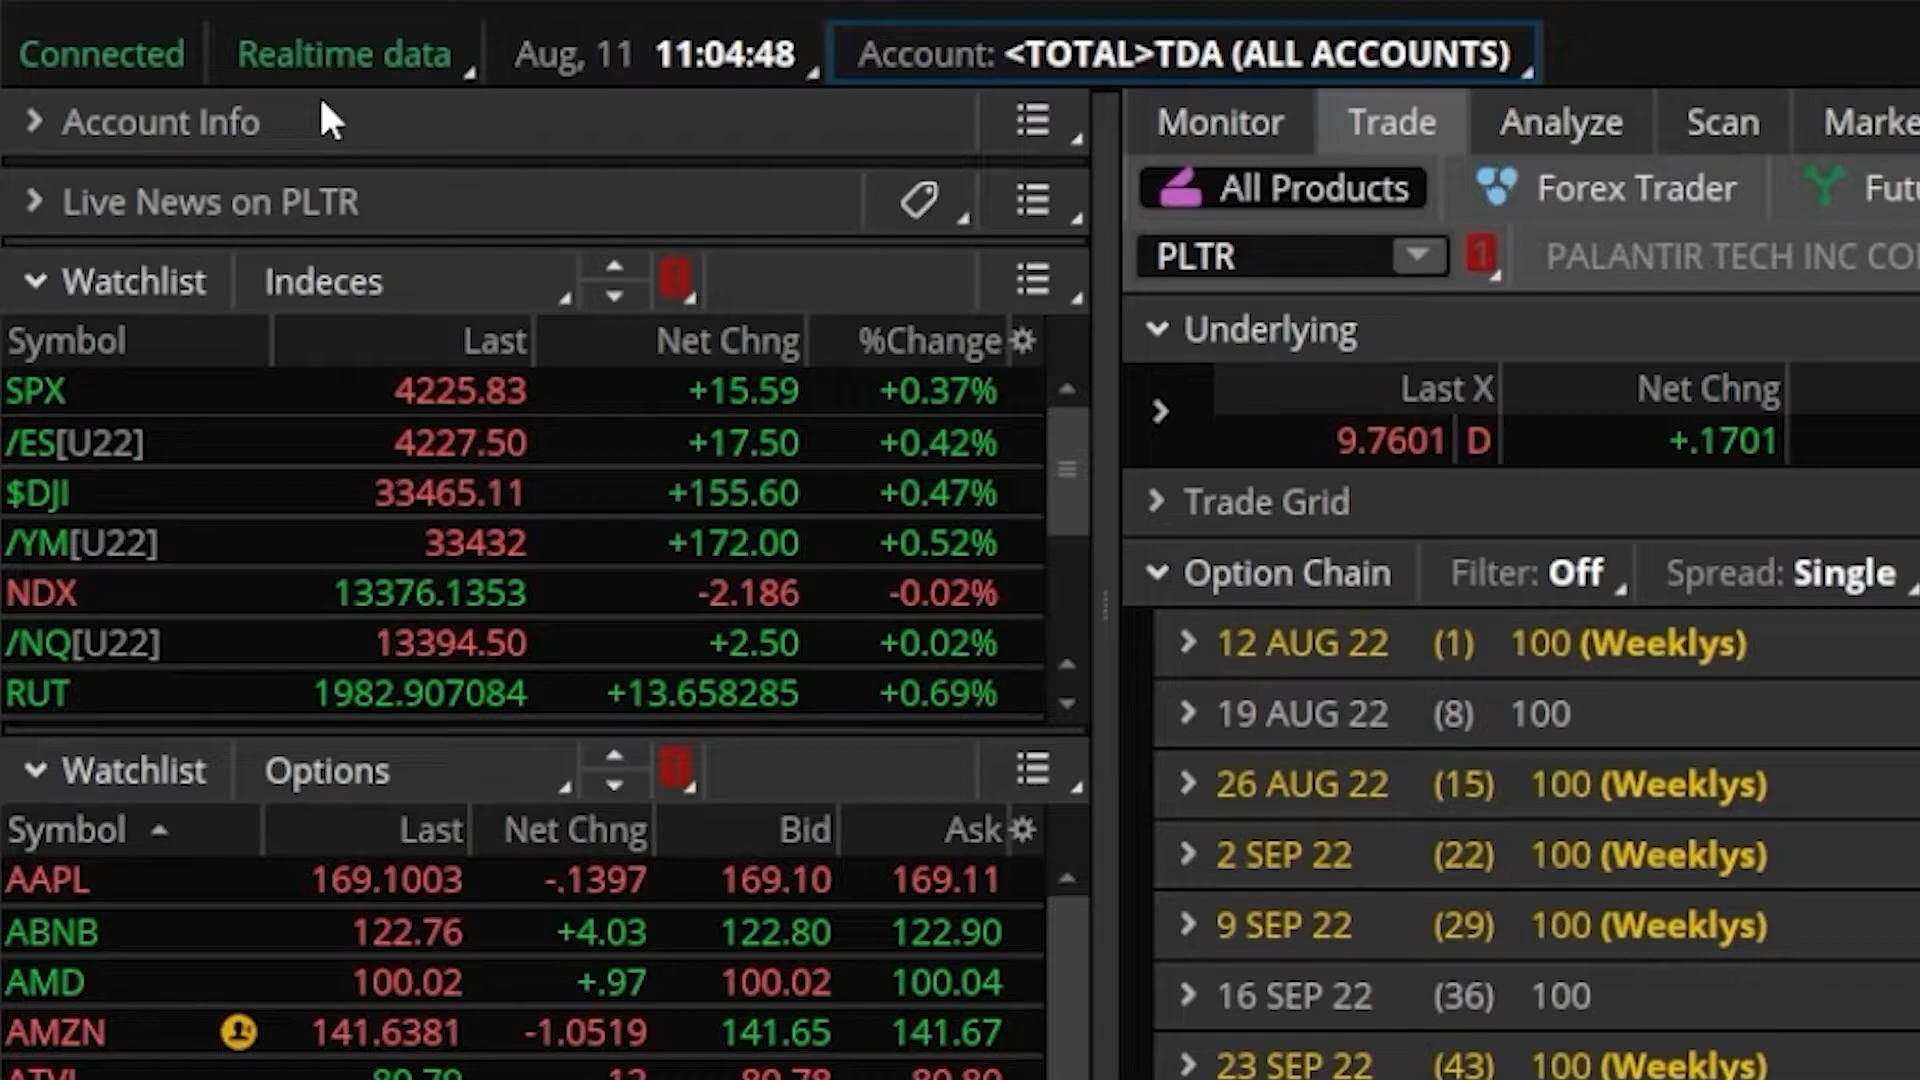 Connected Realtime data Aug, 11 11:04:48 Account: <TOTAL>TDA (ALL ACCOUNTS)
Account Info
Live News on PLTR
Watchlist Indeces
Symbol Last Net Chng %Change
SPX 4225.83 +15.59 +0.37%
/ES[U22] 4227.50 +17.50 +0.42%
$DJI 33465.11 +155.60 +0.47%
/YM[U22] 33432 +172.00 +0.52%
NDX 13376.1353 -2.186 -0.02%
/NQ[U22] 13394.50 +2.50 +0.02%
RUT 1982.907084 +13.658285 +0.69%
Watchlist Options
Symbol Last Net Chng Bid Ask
AAPL 169.1003 -.1397 169.10 169.11
ABNB 122.76 +4.03 122.80 122.90
AMD 100.02 +.97 100.02 100.04
AMZN 141.6381 -1.0519 141.65 141.67
Monitor Trade Analyze Scan Marke
All Products Forex Trader Futu
PLTR 1 PALANTIR TECH INC CO
Underlying
Last X Net Chng
9.7601 D +.1701
Trade Grid
Option Chain Filter: Off Spread: Single
12 AUG 22 (1) 100 (Weeklys)
19 AUG 22 (8) 100
26 AUG 22 (15) 100 (Weeklys)
2 SEP 22 (22) 100 (Weeklys)
9 SEP 22 (29) 100 (Weeklys)
16 SEP 22 (36) 100
23 SEP 22 (43) 100 (Weeklys)